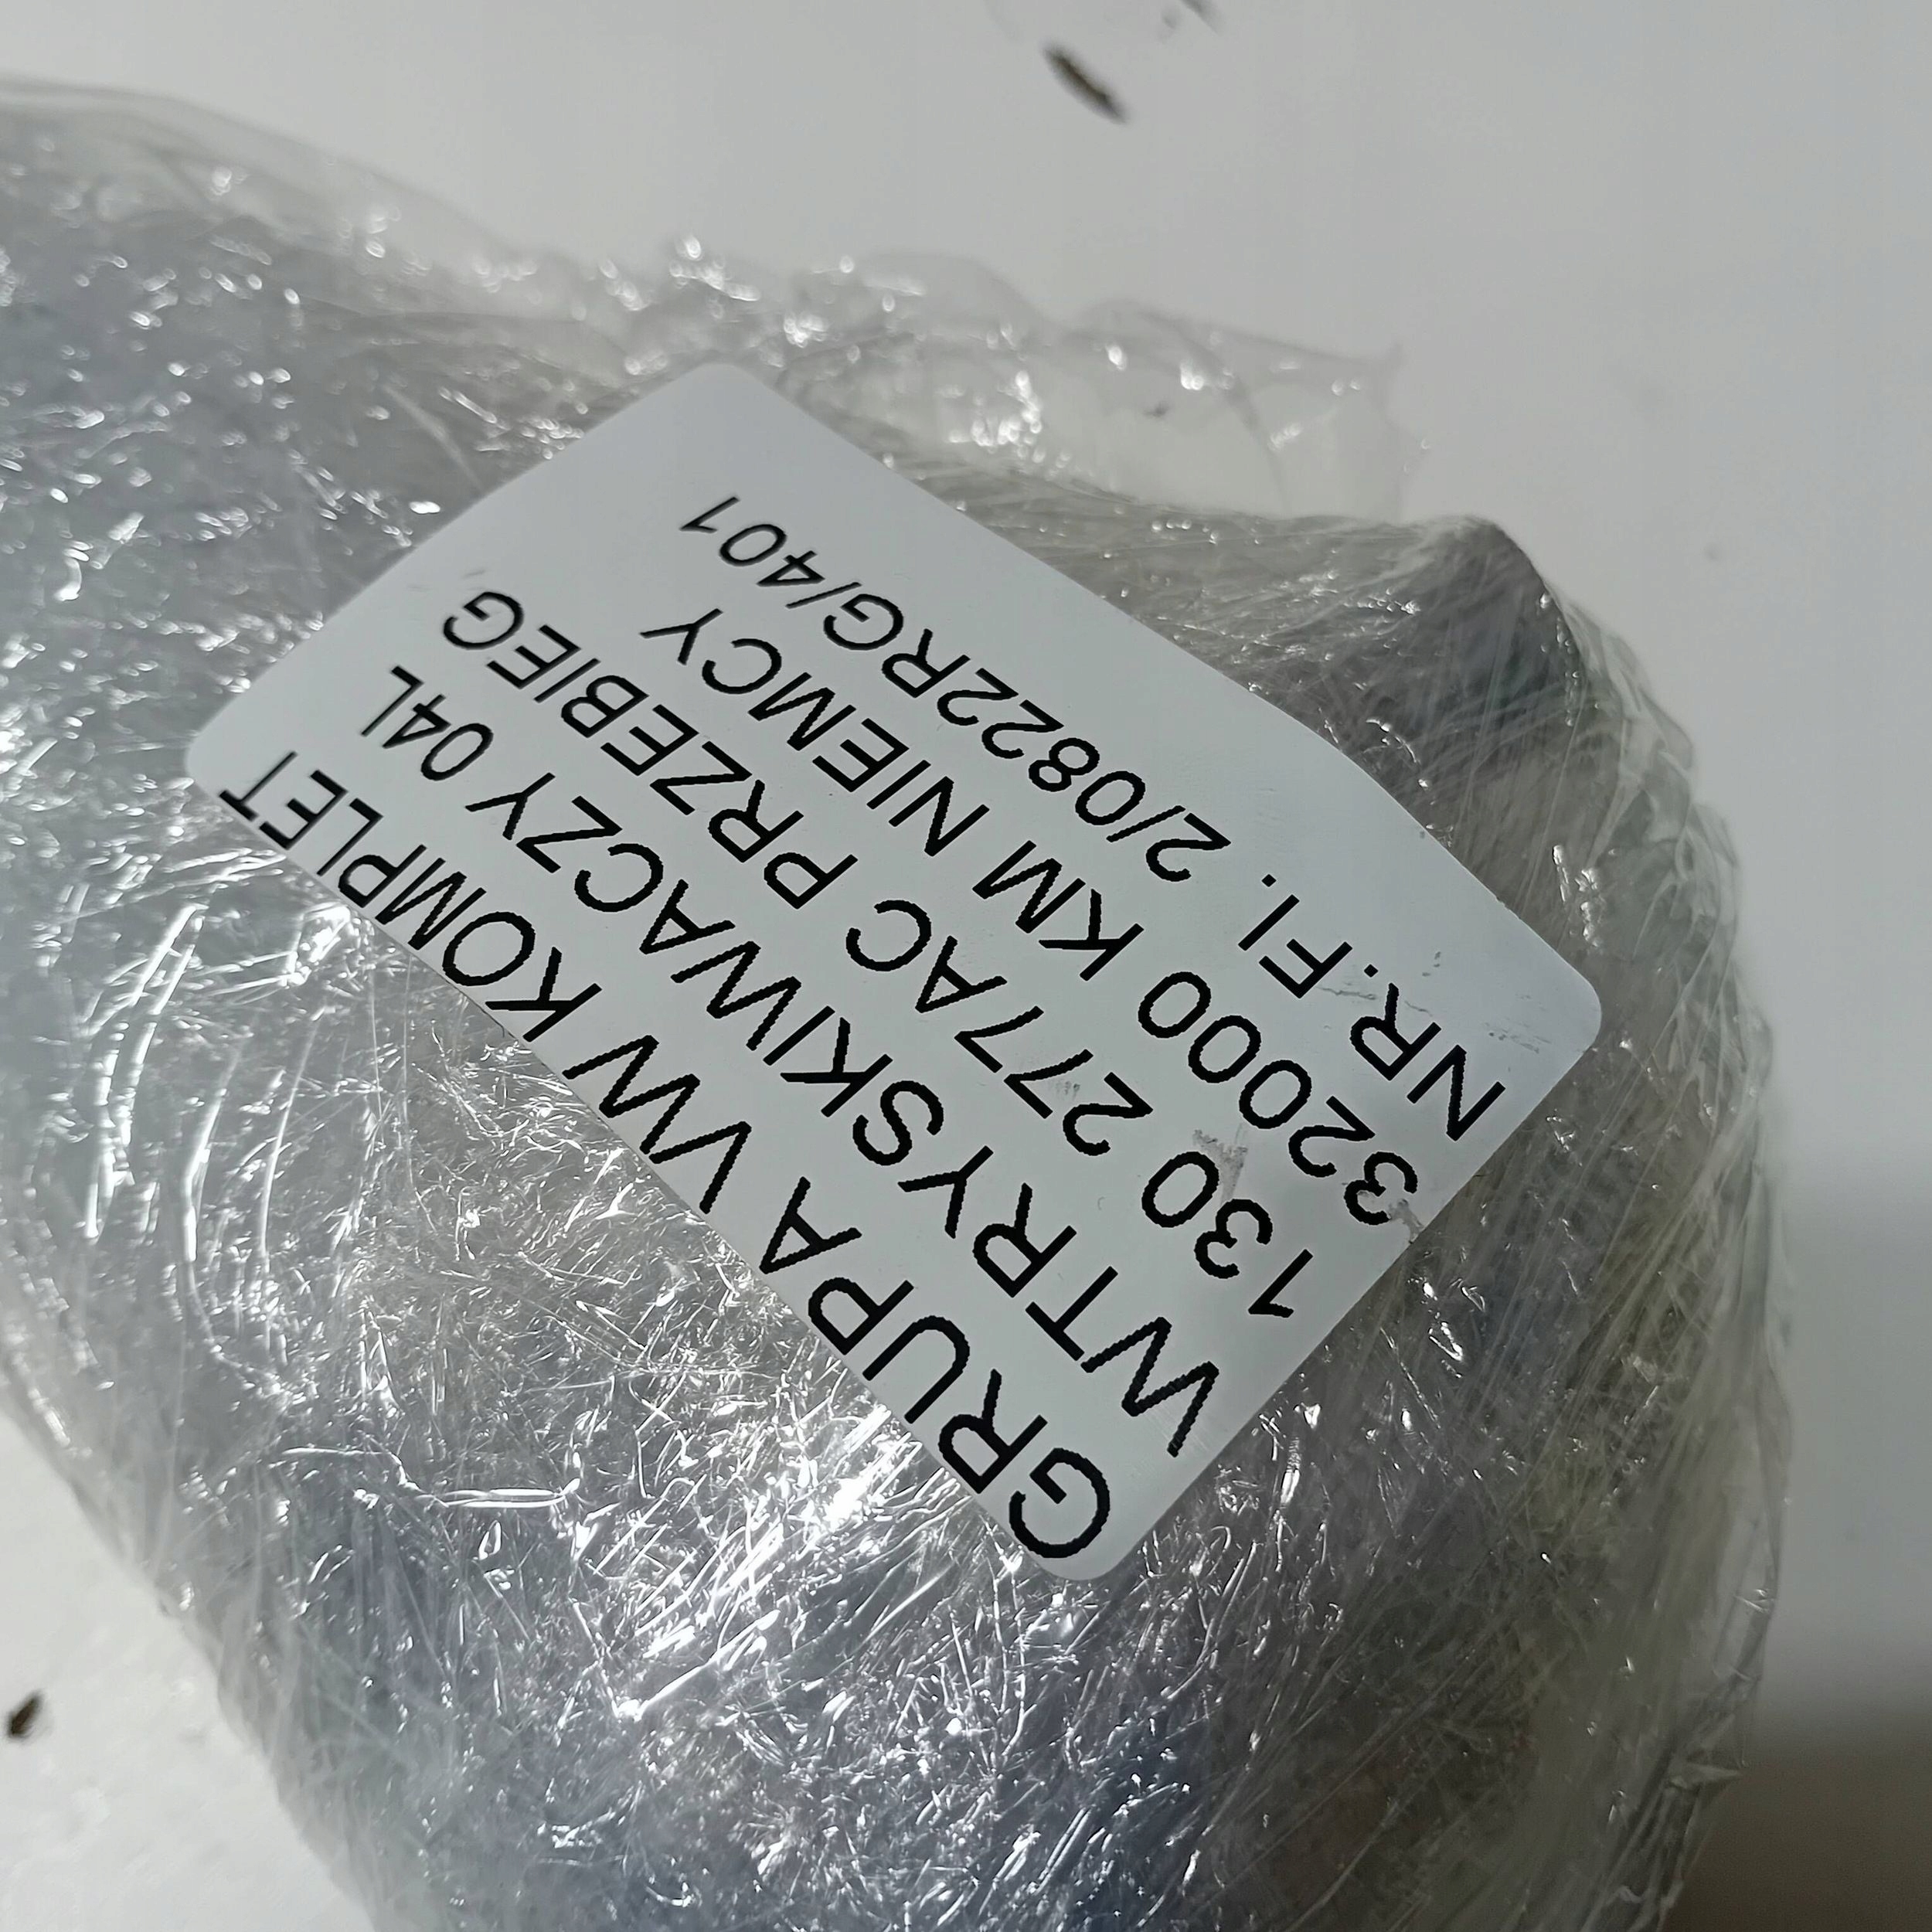 GRUPA VW KOMPLET
WTRYSKIWACZY 04L
130 277AC PRZEBIEG
32000 KM NIEMCY
NR.FI. 2/0822RG/401